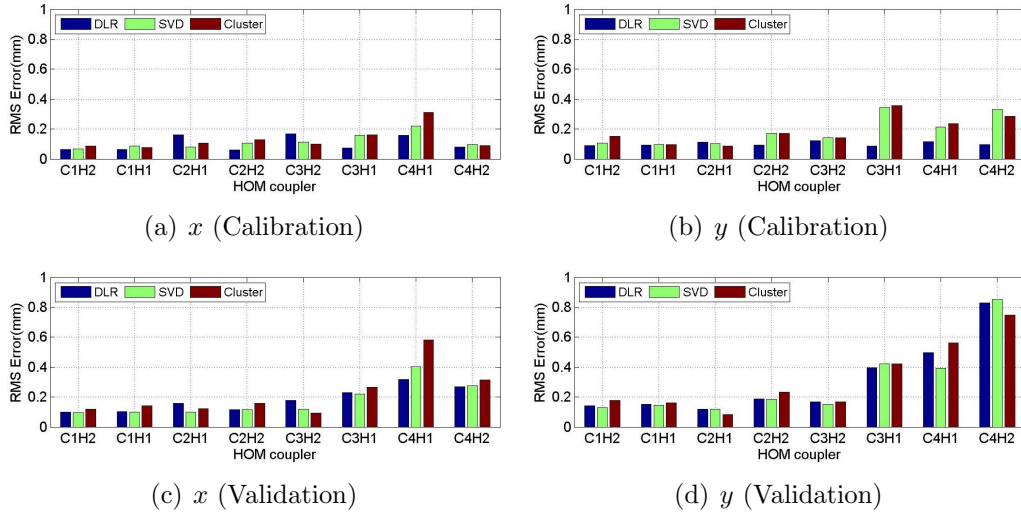 DLR SVD Cluster
RMS Error(mm)
1
0.8
0.6
0.4
0.2
0
C1H2 C1H1 C2H1 C2H2 C3H2 C3H1 C4H1 C4H2
HOM coupler
(a) x (Calibration)
DLR SVD Cluster
RMS Error(mm)
1
0.8
0.6
0.4
0.2
0
C1H2 C1H1 C2H1 C2H2 C3H2 C3H1 C4H1 C4H2
HOM coupler
(b) y (Calibration)
DLR SVD Cluster
RMS Error(mm)
1
0.8
0.6
0.4
0.2
0
C1H2 C1H1 C2H1 C2H2 C3H2 C3H1 C4H1 C4H2
HOM coupler
(c) x (Validation)
DLR SVD Cluster
RMS Error(mm)
1
0.8
0.6
0.4
0.2
0
C1H2 C1H1 C2H1 C2H2 C3H2 C3H1 C4H1 C4H2
HOM coupler
(d) y (Validation)